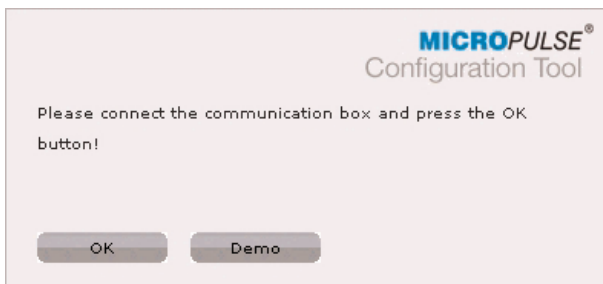 MICROPULSE®
Configuration Tool
Please connect the communication box and press the OK
button!
OK Demo